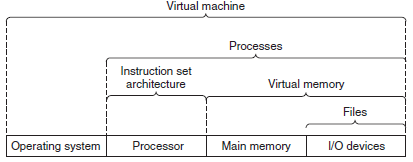 Virtual machine
Processes
Instruction set
architecture
Virtual memory
Files
Operating system
Processor
Main memory
I/O devices